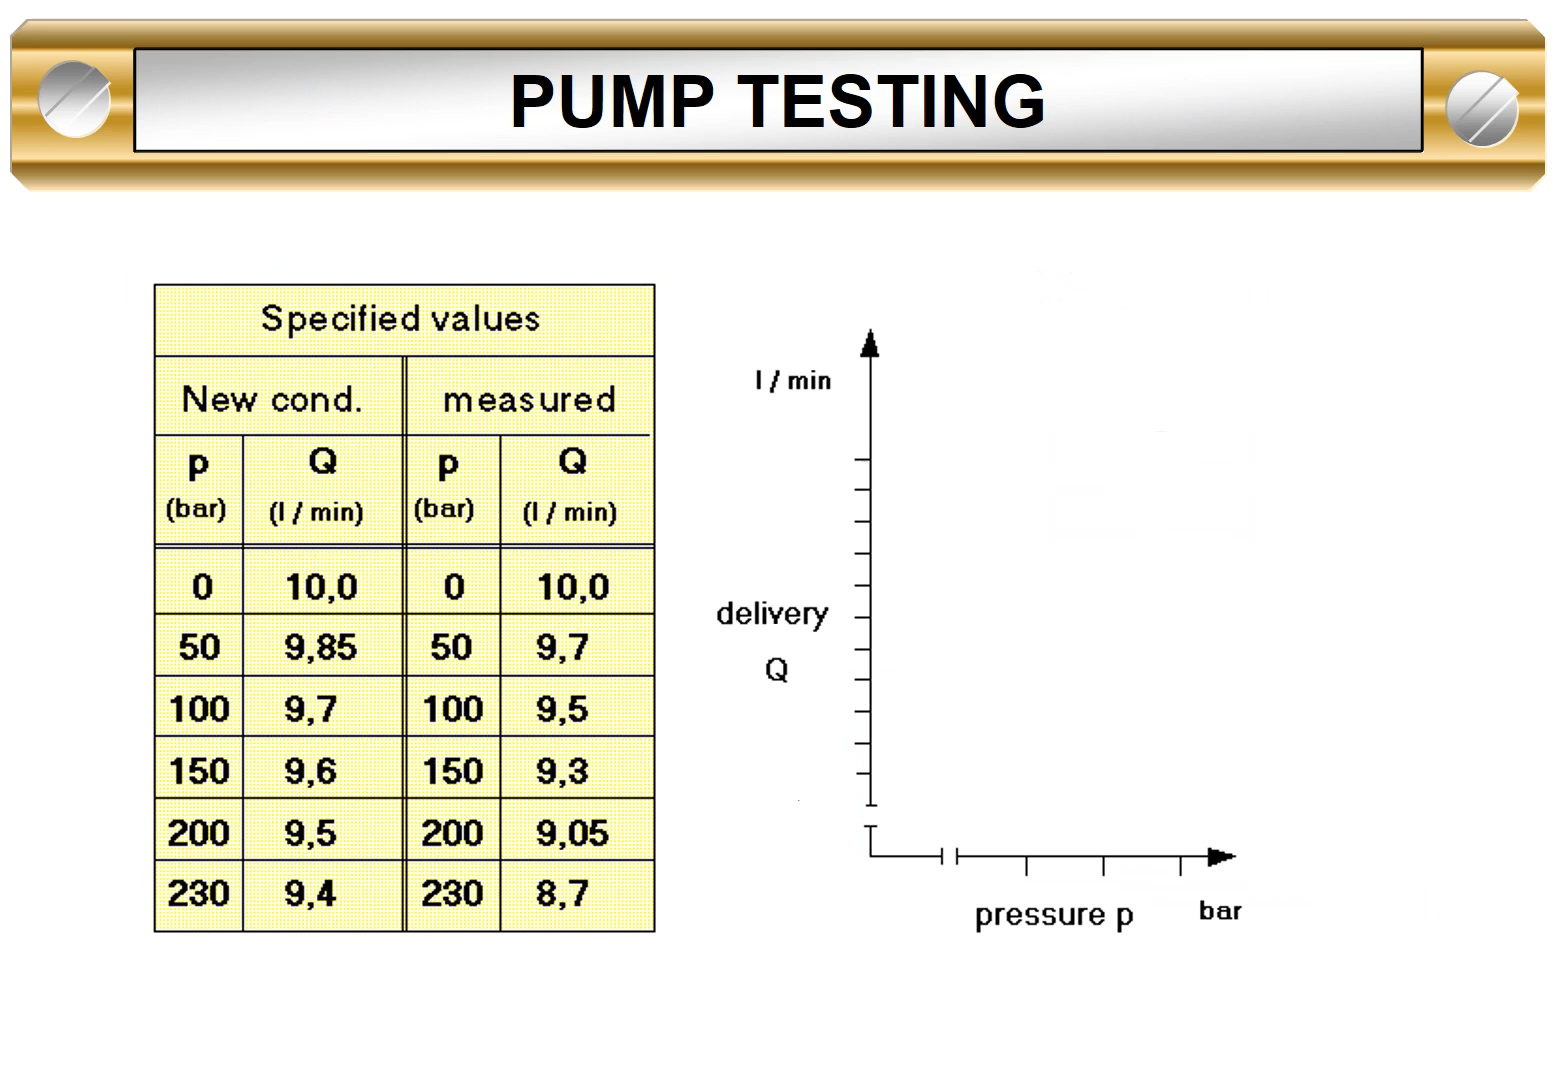 PUMP TESTING
Specified values
New cond. measured
p Q p Q
(bar) (l / min) (bar) (l / min)
0 10,0 0 10,0
50 9,85 50 9,7
100 9,7 100 9,5
150 9,6 150 9,3
200 9,5 200 9,05
230 9,4 230 8,7
l / min
delivery
Q
pressure p bar